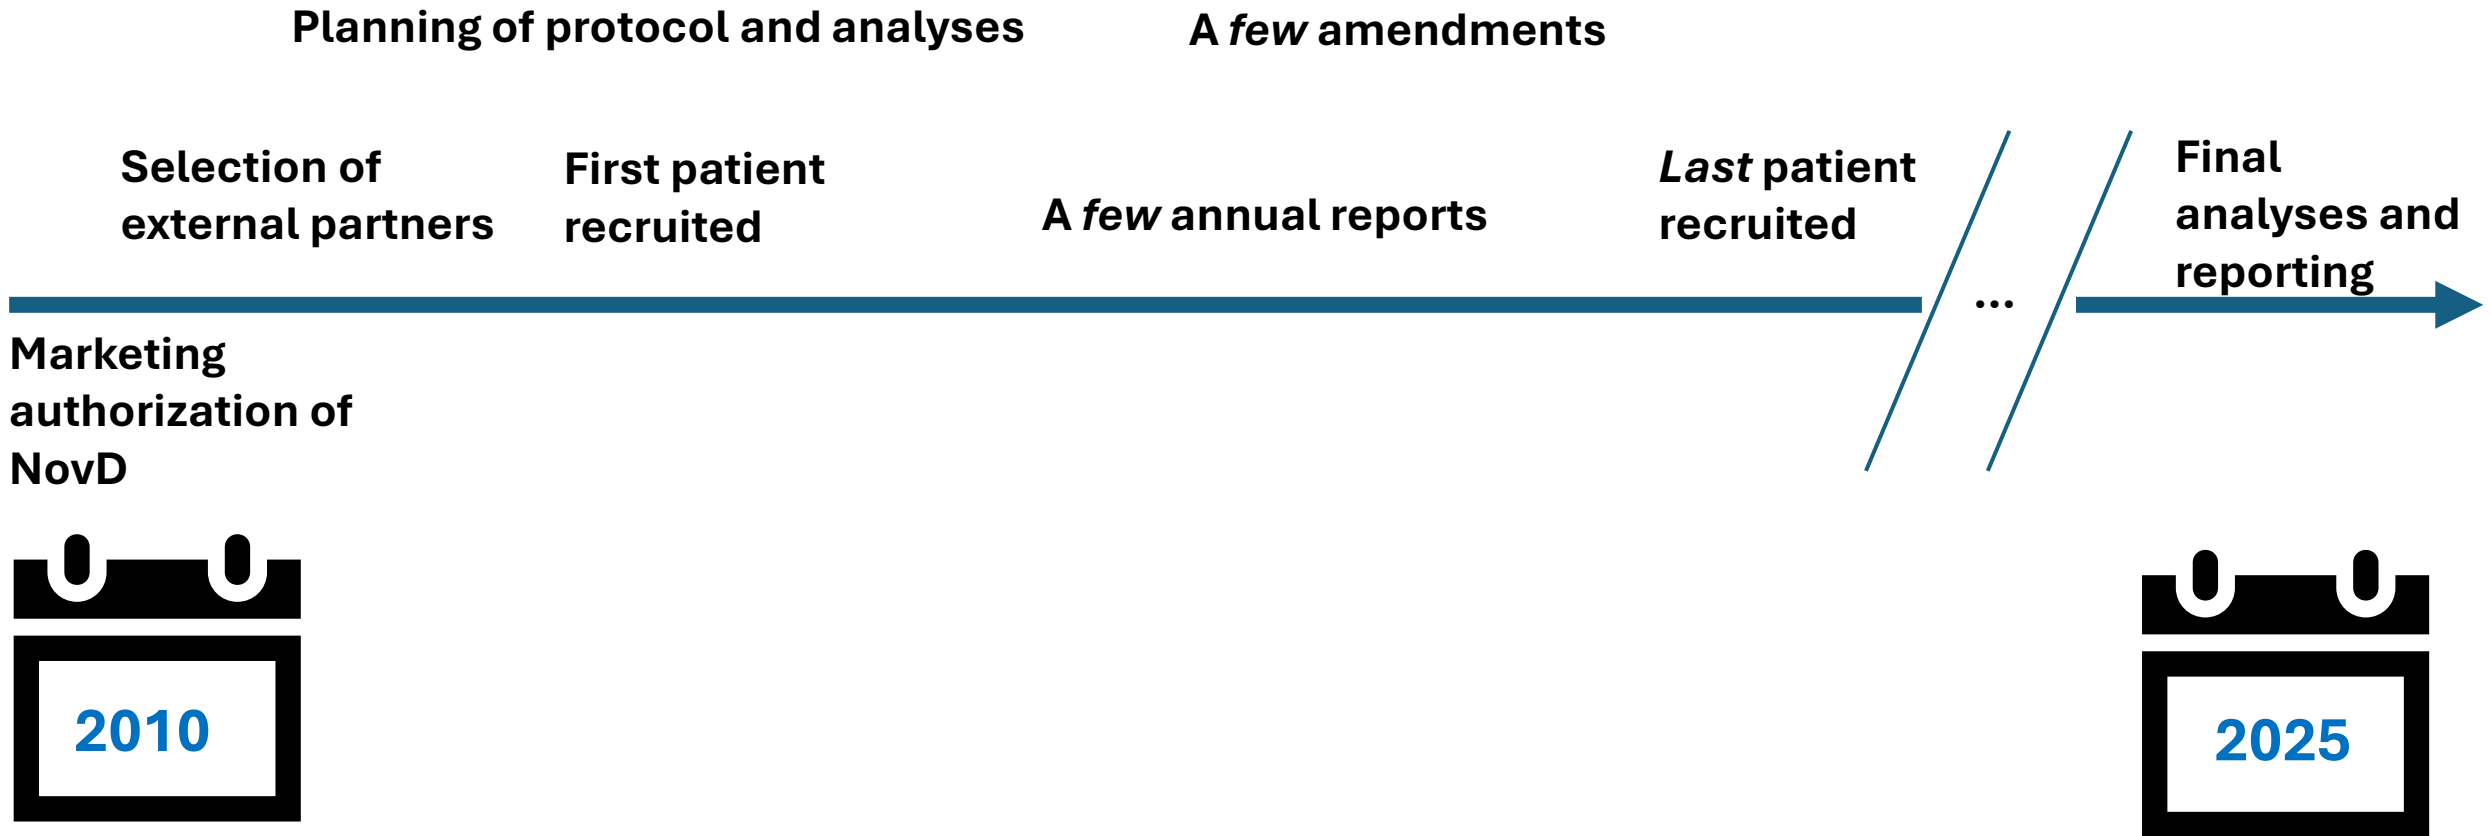 Planning of protocol and analyses
A few amendments
Selection of
external partners
First patient
recruited
A few annual reports
Last patient
recruited
Final
analyses and
reporting
...
Marketing
authorization of
NovD
2010
2025